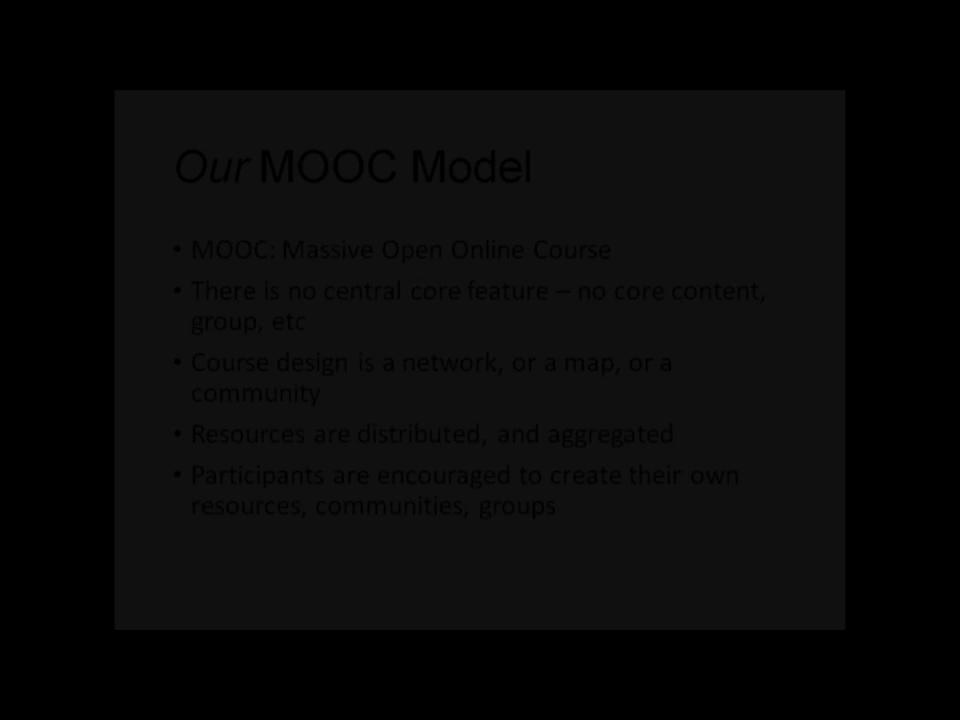 Our MOOC Model
• MOOC: Massive Open Online Course
• There is no central core feature – no core content,
group, etc
• Course design is a network, or a map, or a
community
• Resources are distributed, and aggregated
• Participants are encouraged to create their own
resources, communities, groups